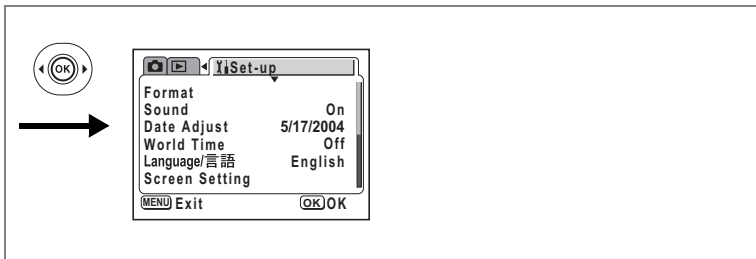 OK
Set-up
Format
Sound On
Date Adjust 5/17/2004
World Time Off
Language/言語 English
Screen Setting
MENU Exit OK OK